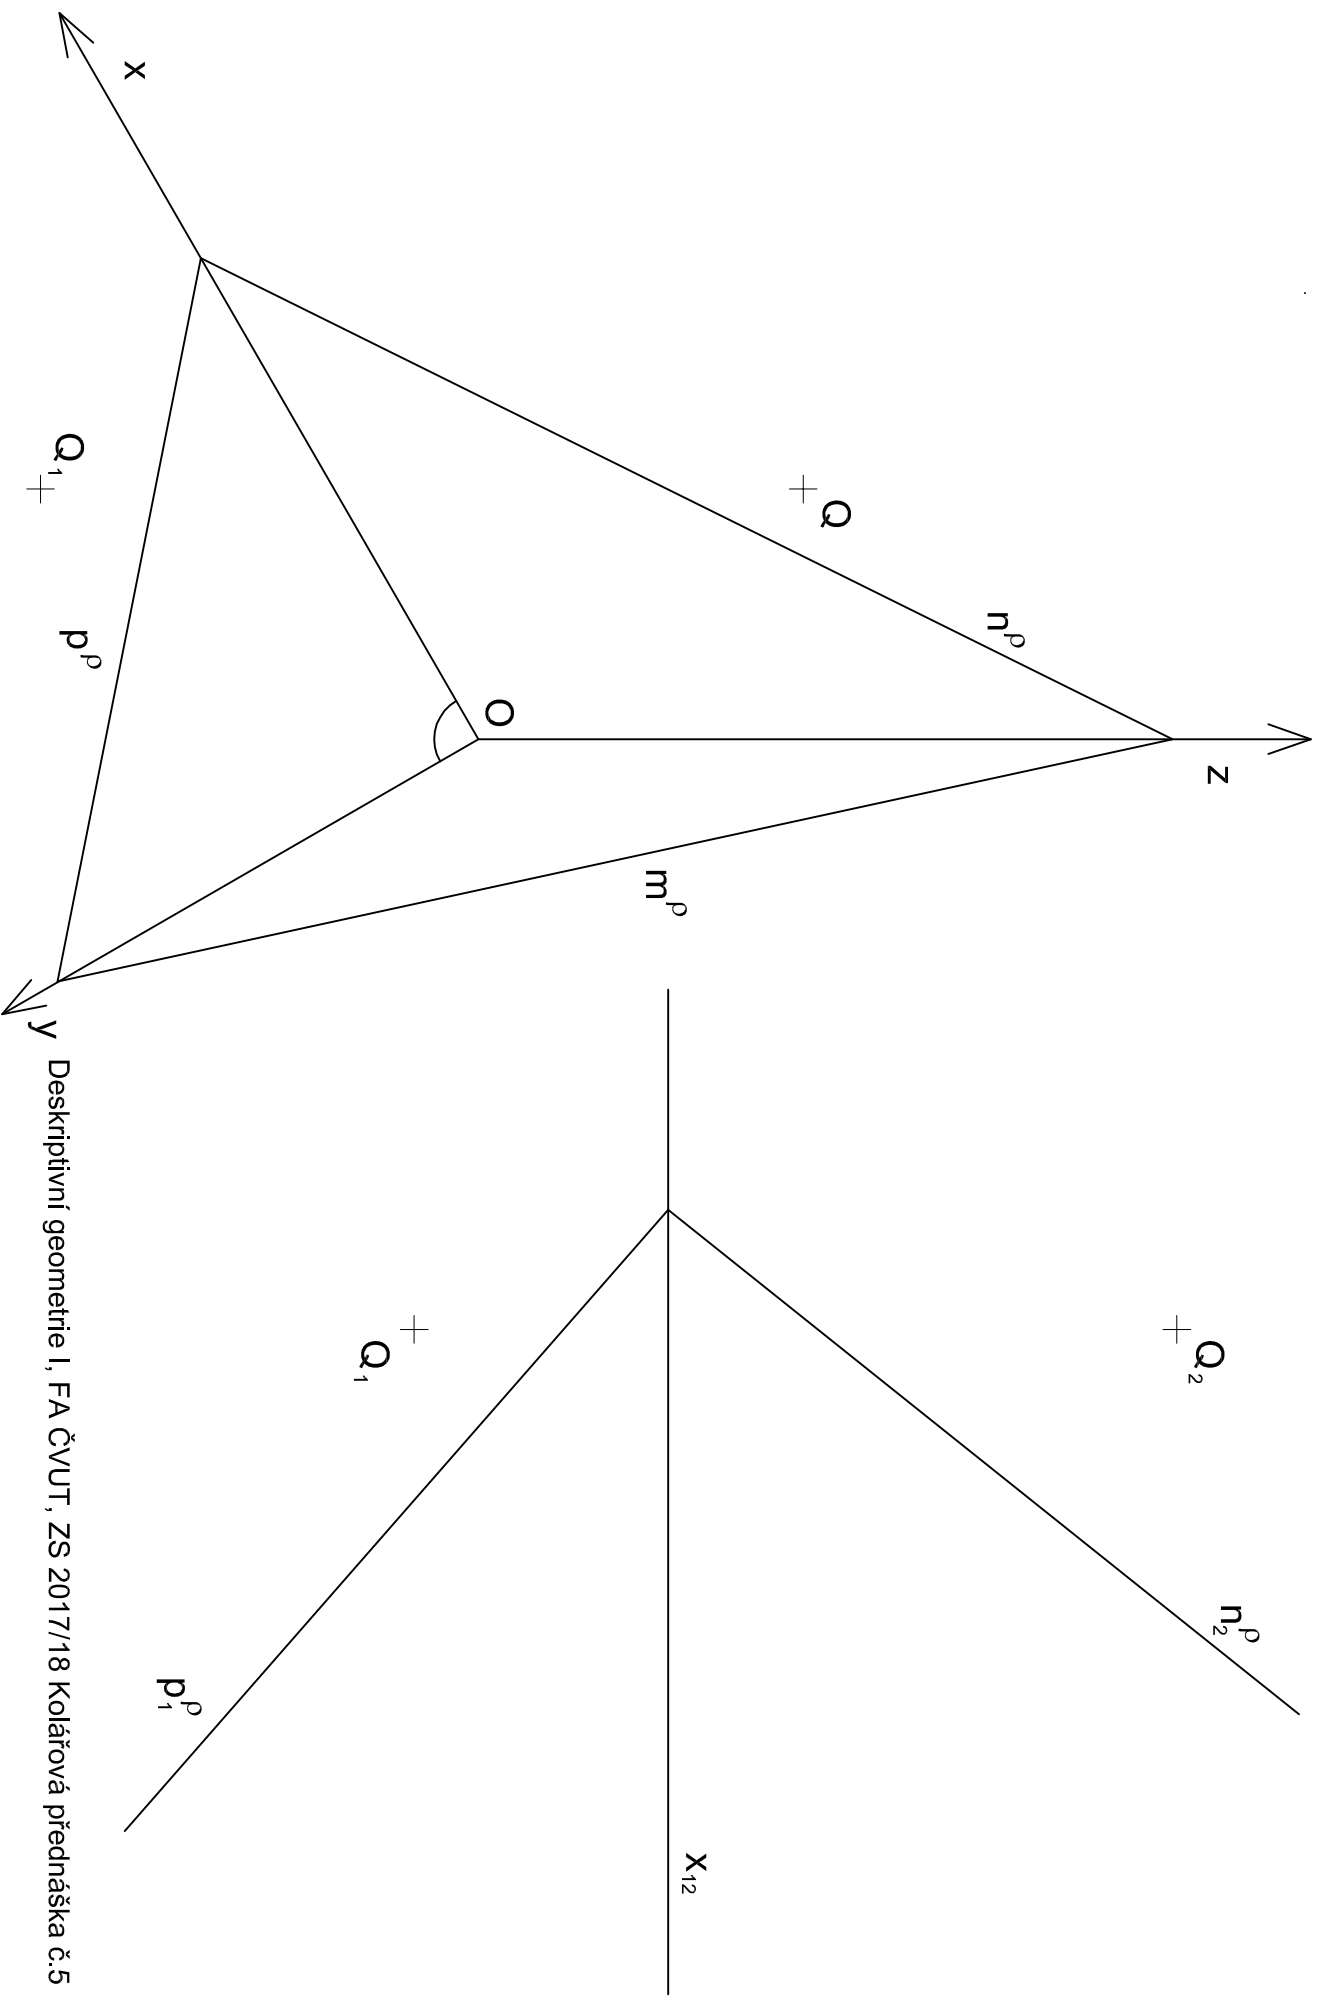 z
n^ρ
m^ρ
Q
O
x
Q₁
p^ρ
y
n₂^ρ
Q₂
x₁₂
Q₁
p₁^ρ
Deskriptivní geometrie I, FA ČVUT, ZS 2017/18 Kolářová přednáška č.5